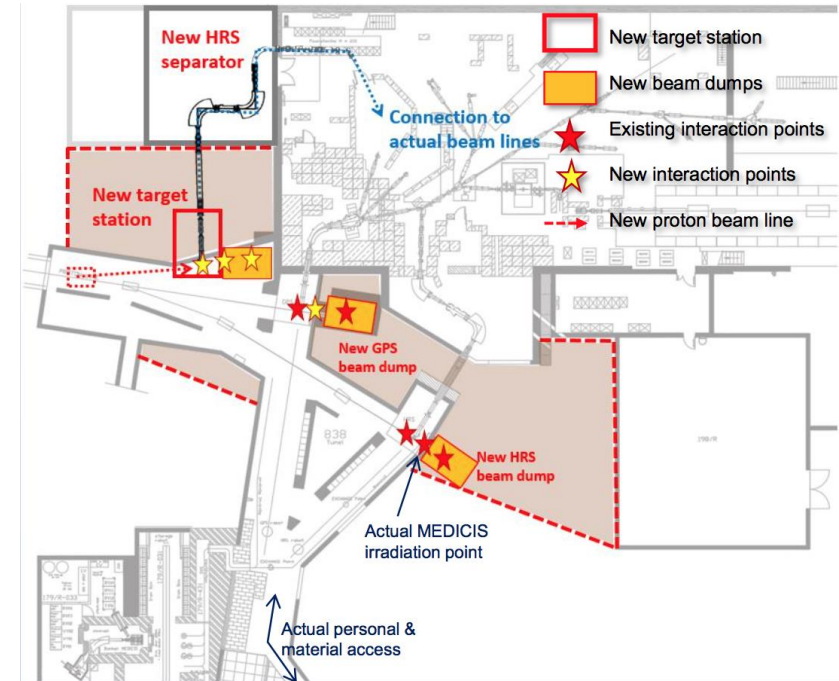 New HRS
separator
New target
station
Connection to
actual beam lines
New target station
New beam dumps
Existing interaction points
New interaction points
New proton beam line
New GPS
beam dump
838
New HRS
beam dump
Actual MEDICIS
irradiation point
Actual personal &
material access
179/R-033